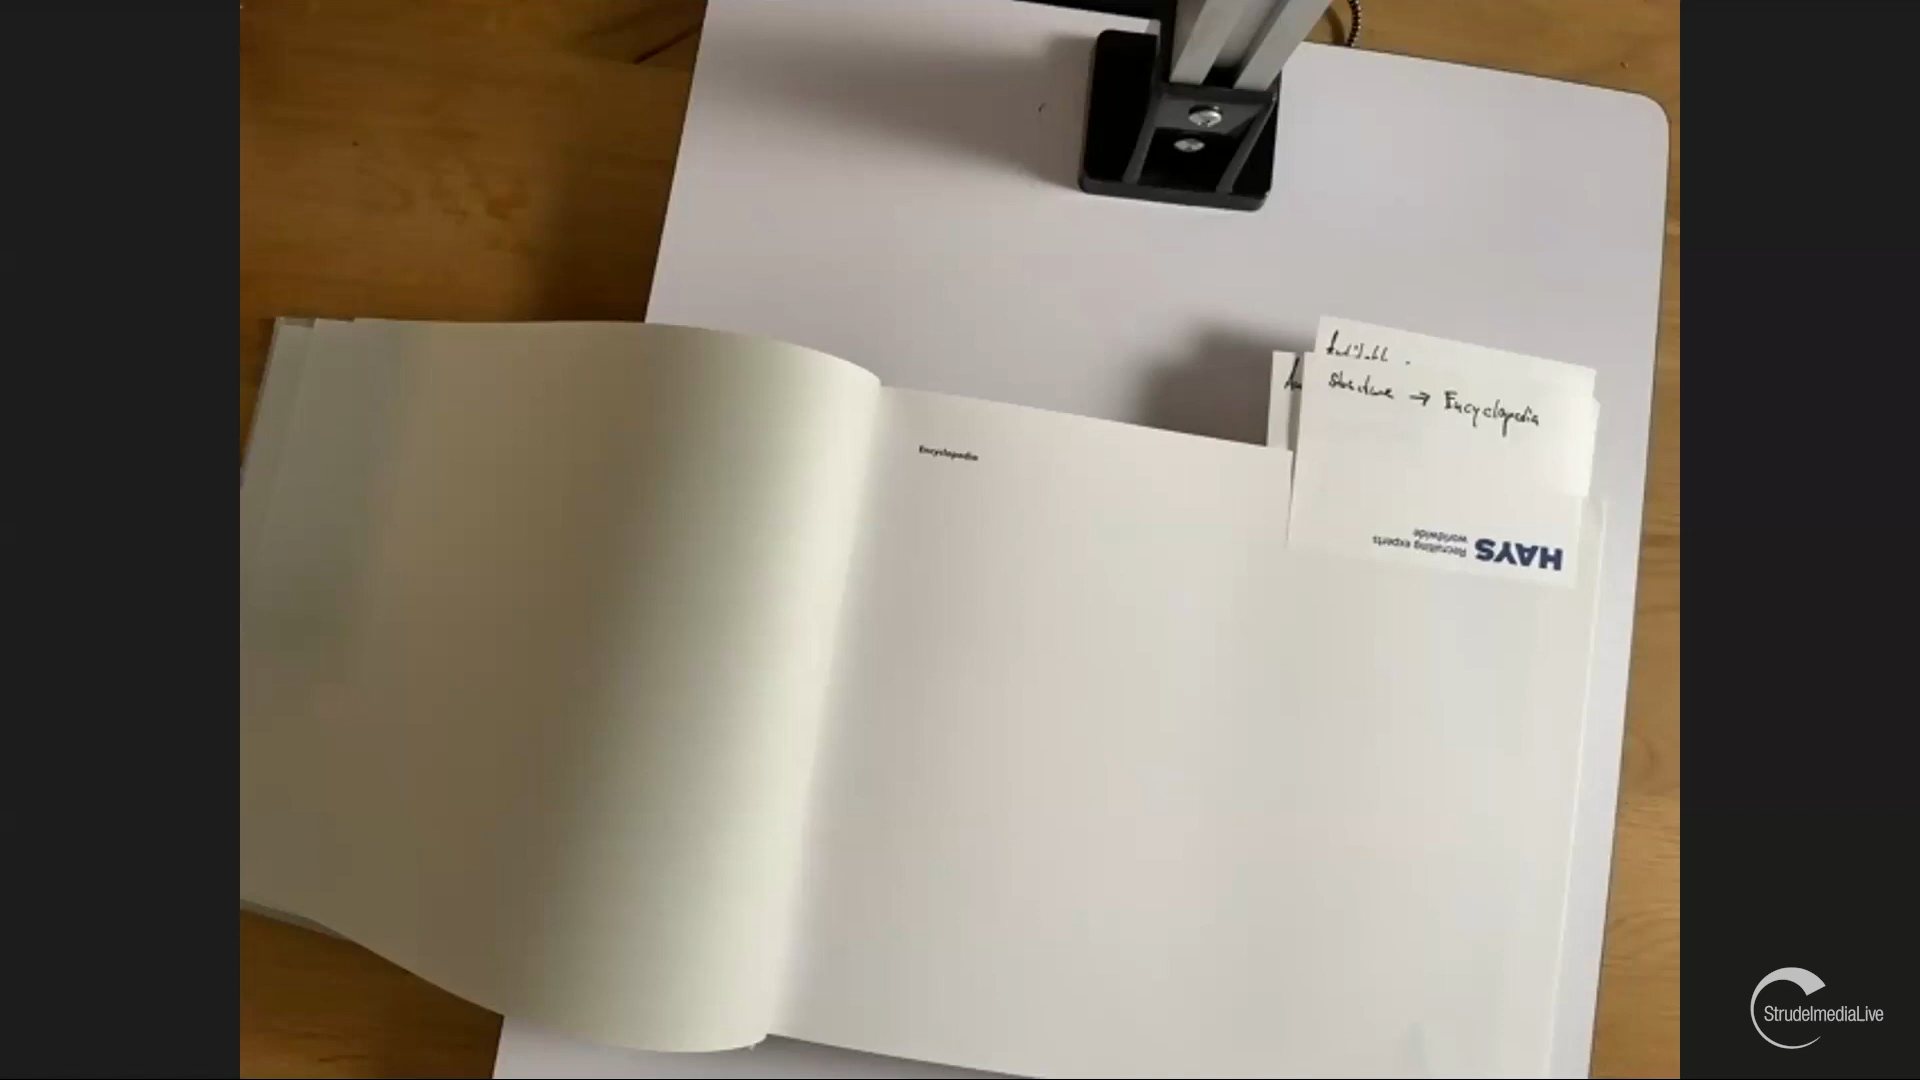 Structure → Encyclopedia
Encyclopedia
HAYS Recruiting experts
worldwide
StrudelmediaLive